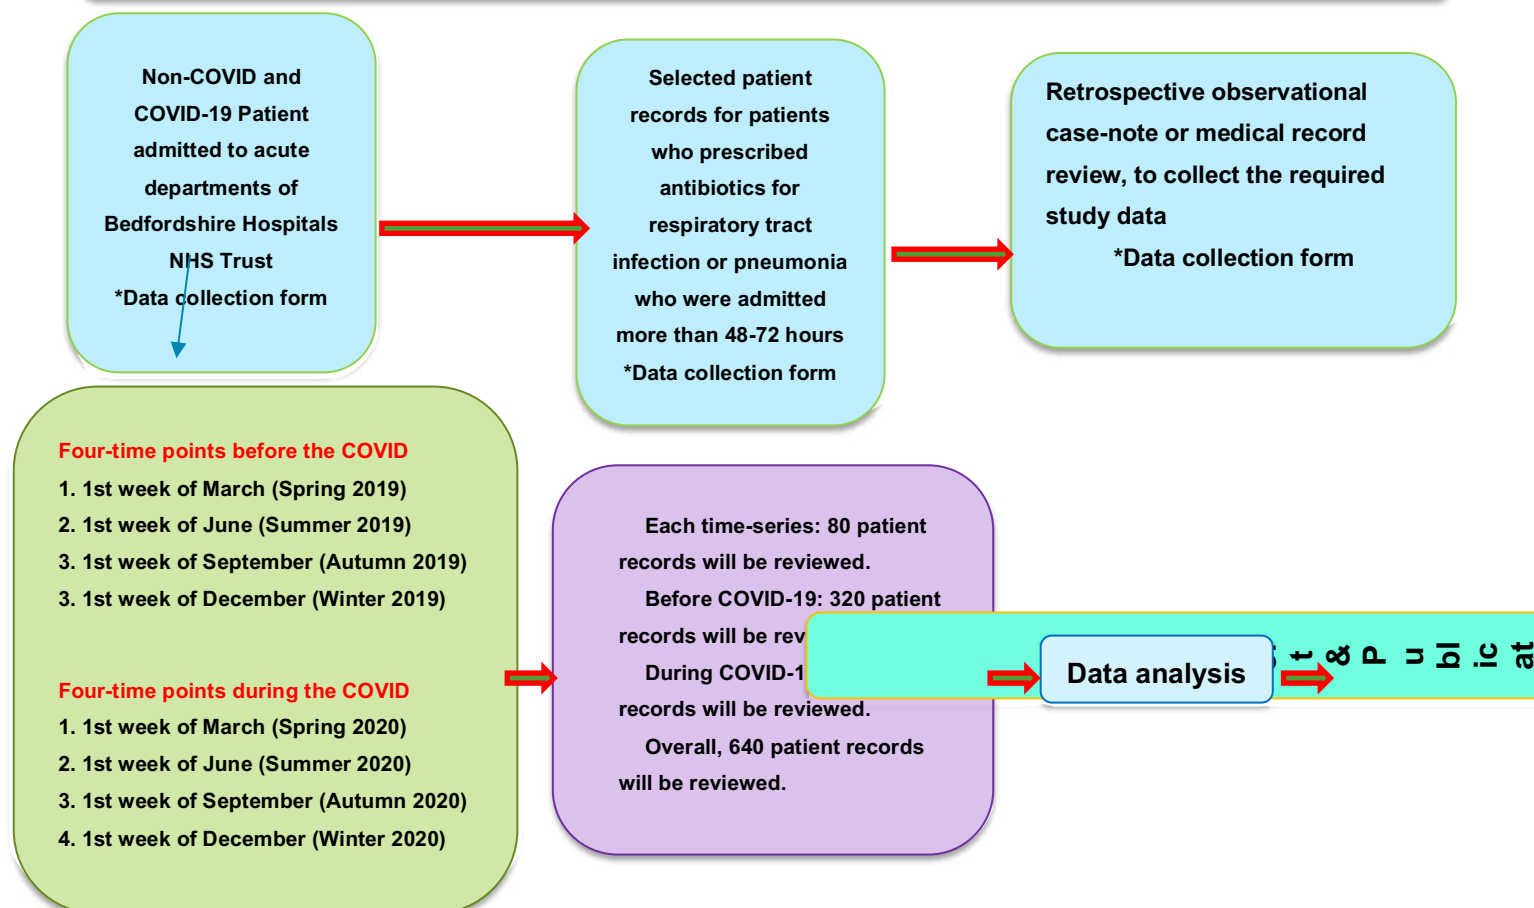 Non-COVID and
COVID-19 Patient
admitted to acute
departments of
Bedfordshire Hospitals
NHS Trust
*Data collection form
Selected patient
records for patients
who prescribed
antibiotics for
respiratory tract
infection or pneumonia
who were admitted
more than 48-72 hours
*Data collection form
Retrospective observational
case-note or medical record
review, to collect the required
study data
*Data collection form
Four-time points before the COVID
1. 1st week of March (Spring 2019)
2. 1st week of June (Summer 2019)
3. 1st week of September (Autumn 2019)
3. 1st week of December (Winter 2019)
Four-time points during the COVID
1. 1st week of March (Spring 2020)
2. 1st week of June (Summer 2020)
3. 1st week of September (Autumn 2020)
4. 1st week of December (Winter 2020)
Each time-series: 80 patient
records will be reviewed.
Before COVID-19: 320 patient
records will be rev
During COVID-1
records will be reviewed.
Overall, 640 patient records
will be reviewed.
Data analysis
t
&
P
u
bl
ic
at